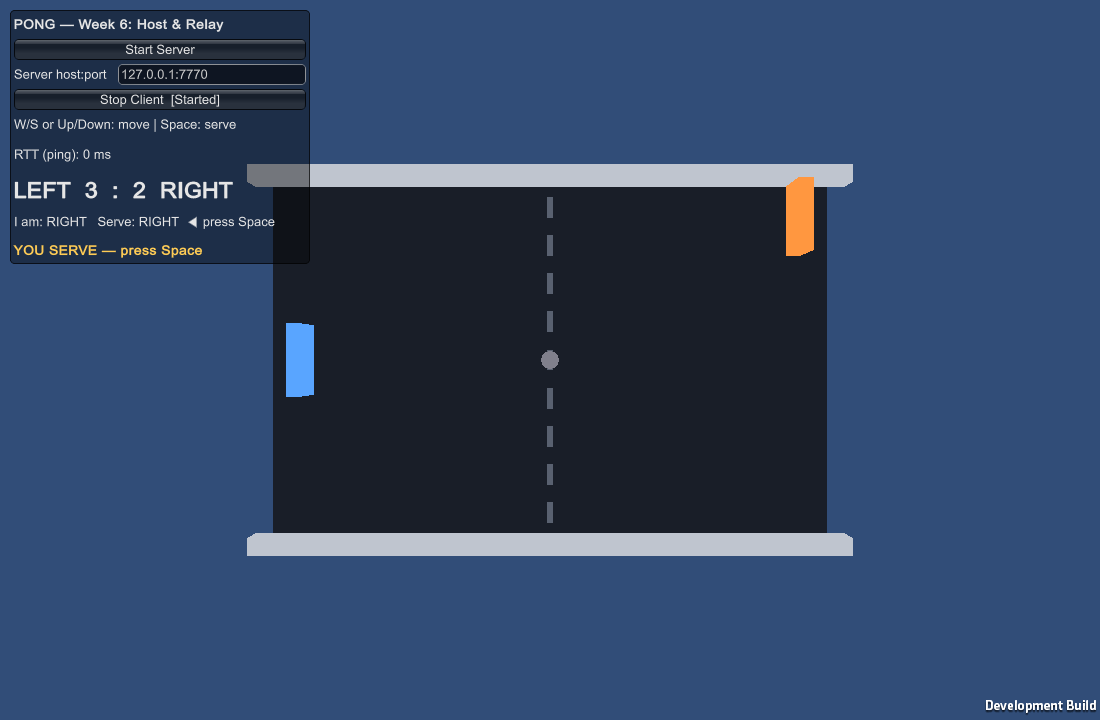 PONG — Week 6: Host & Relay
Start Server
Server host:port 127.0.0.1:7770
Stop Client [Started]
W/S or Up/Down: move | Space: serve
RTT (ping): 0 ms
LEFT 3 : 2 RIGHT
I am: RIGHT Serve: RIGHT ◀ press Space
YOU SERVE — press Space
Development Build